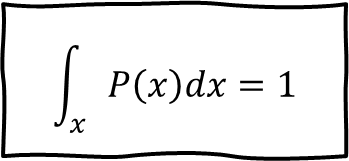 ∫ₓ P(x)dx = 1